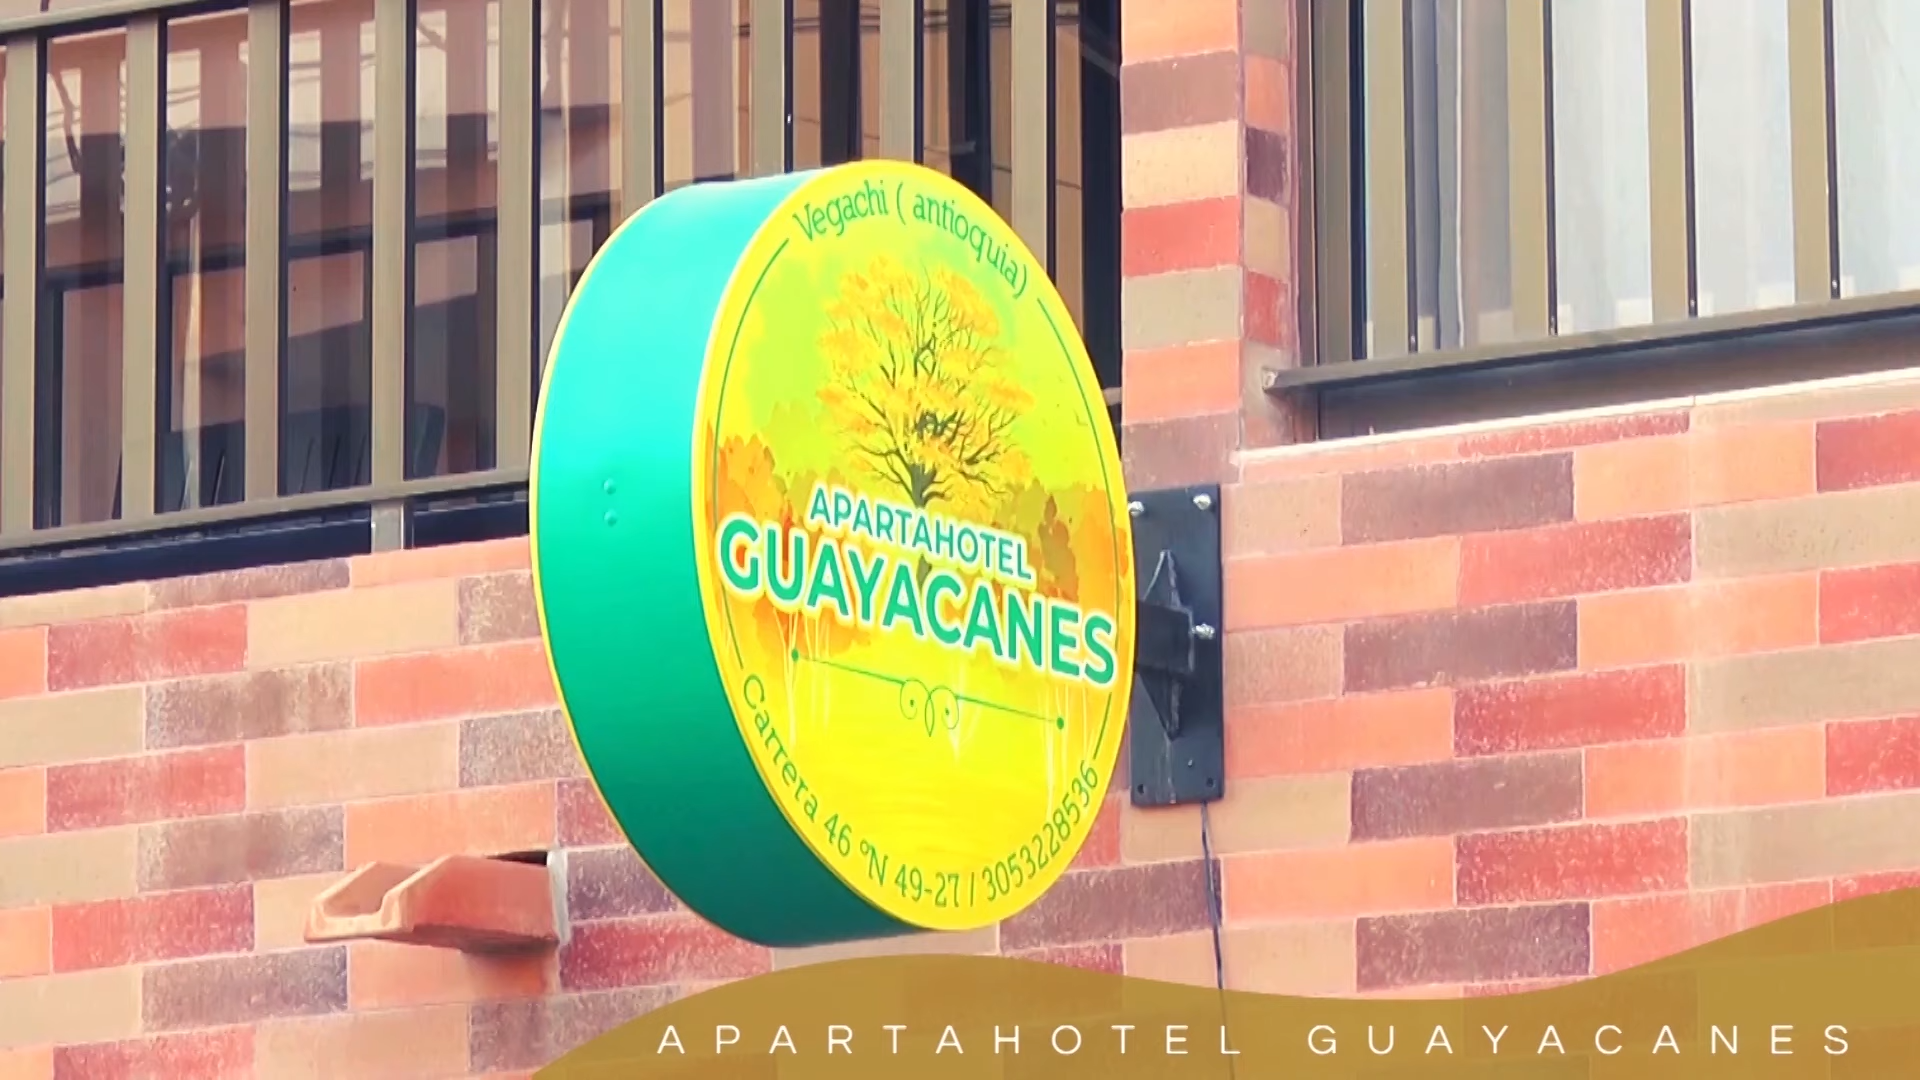 Vegachi ( antioquia)
APARTAHOTEL
GUAYACANES
Carrera 46 °N 49-27 / 3053228536
APARTAHOTEL GUAYACANES